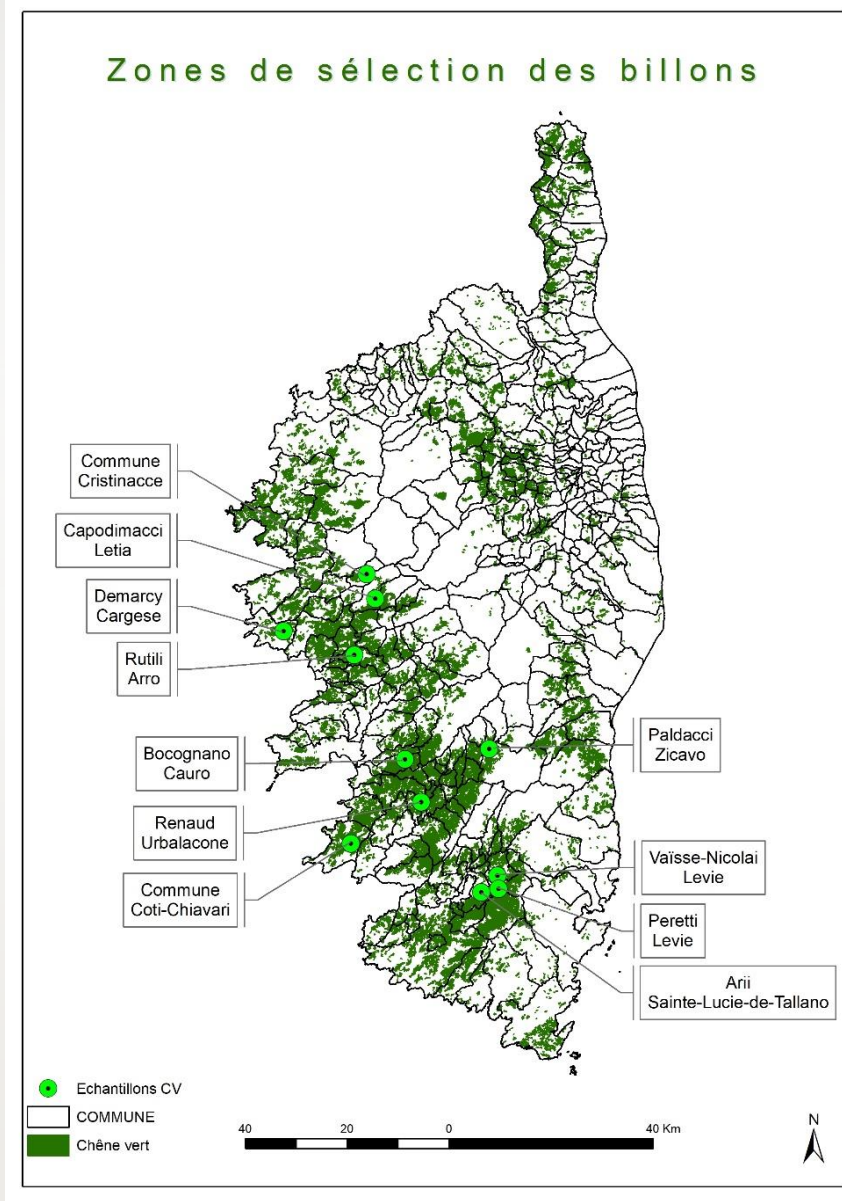 Zones de sélection des billons
Commune
Cristinacce
Capodimacci
Letia
Demarcy
Cargese
Rutili
Arro
Bocognano
Cauro
Renaud
Urbalacone
Commune
Coti-Chiavari
Paldacci
Zicavo
Vaïsse-Nicolai
Levie
Peretti
Levie
Arii
Sainte-Lucie-de-Tallano
Echantillons CV
COMMUNE
Chêne vert
40 20 0 40 Km
N